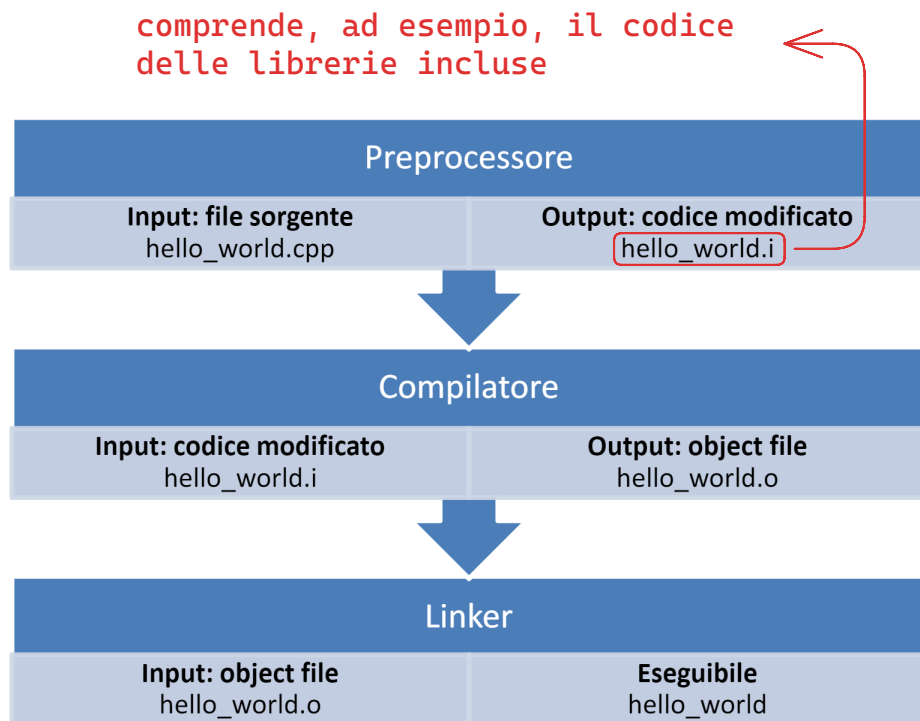 comprende, ad esempio, il codice
delle librerie incluse
Preprocessore
Input: file sorgente
hello_world.cpp
Output: codice modificato
hello_world.i
Compilatore
Input: codice modificato
hello_world.i
Output: object file
hello_world.o
Linker
Input: object file
hello_world.o
Eseguibile
hello_world